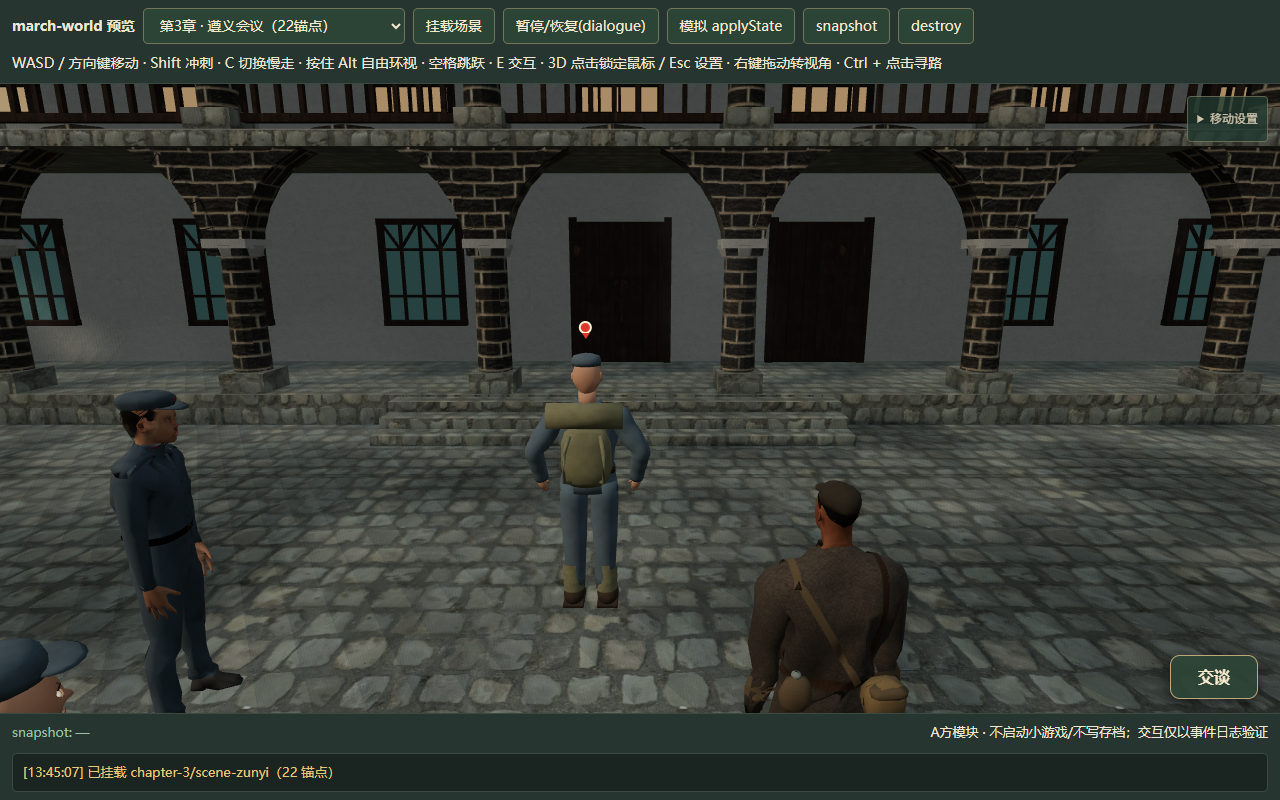 march-world 预览 第3章 · 遵义会议（22锚点） 挂载场景 暂停/恢复(dialogue) 模拟 applyState snapshot destroy
WASD / 方向键移动 · Shift 冲刺 · C 切换慢走 · 按住 Alt 自由环视 · 空格跳跃 · E 交互 · 3D 点击锁定鼠标 / Esc 设置 · 右键拖动转视角 · Ctrl + 点击寻路
▶ 移动设置
交谈
snapshot: — A方模块 · 不启动小游戏/不写存档；交互仅以事件日志验证
[13:45:07] 已挂载 chapter-3/scene-zunyi（22 锚点）